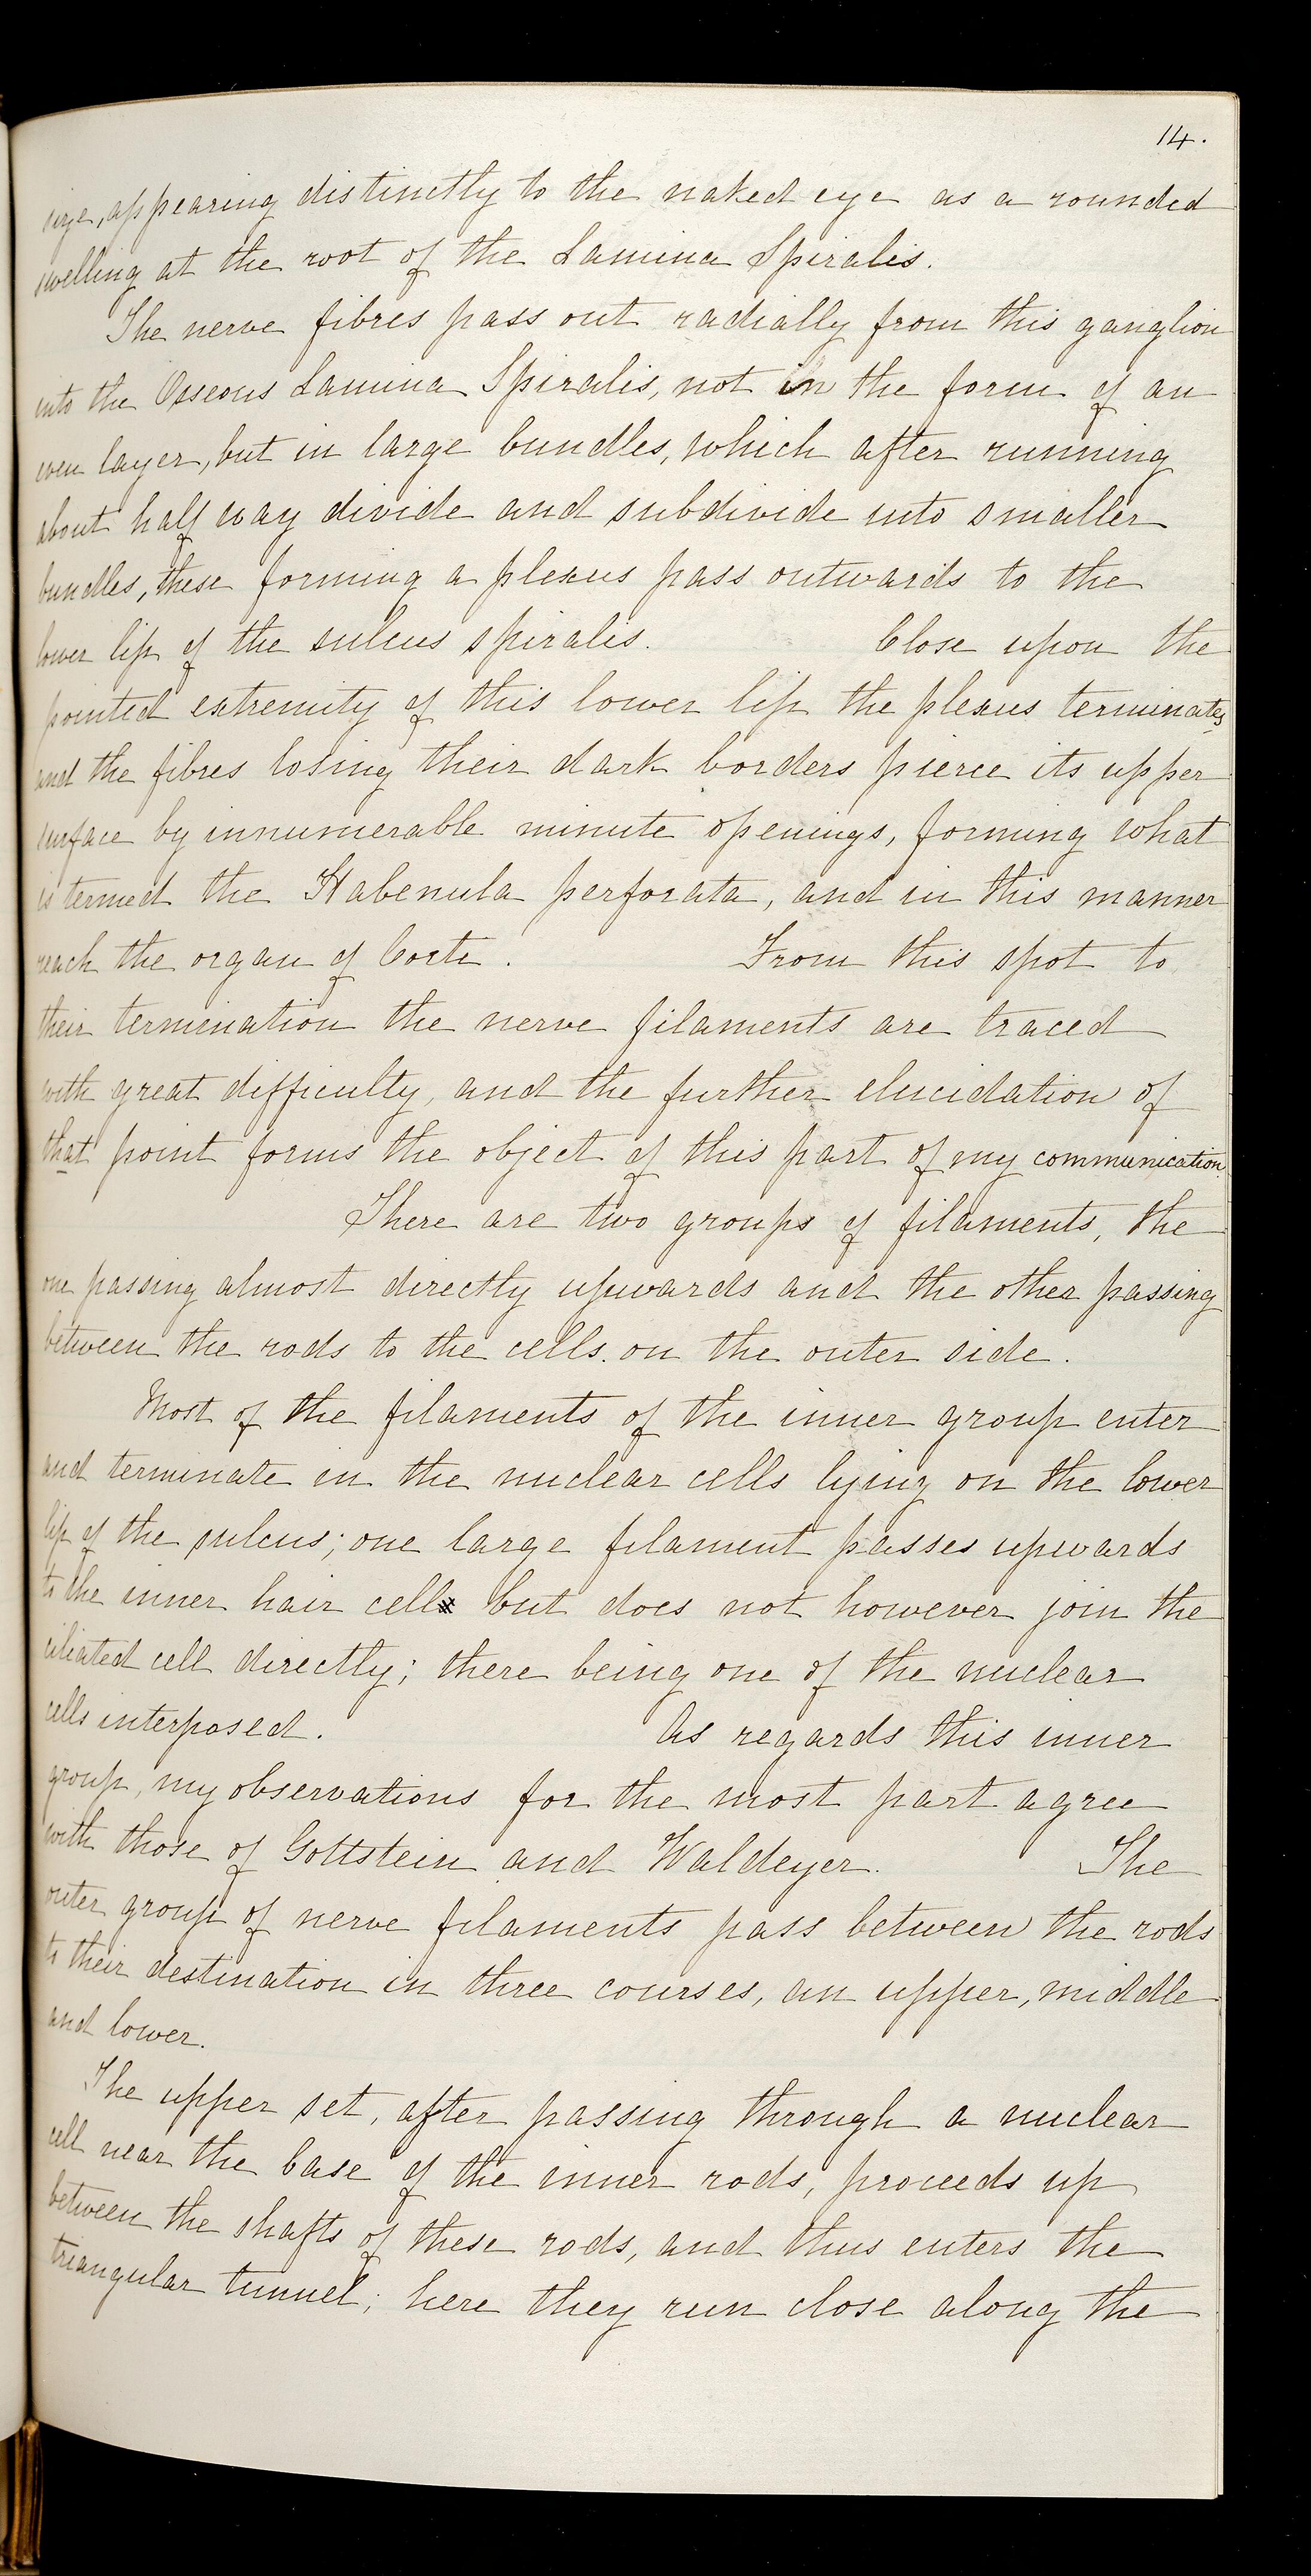 14.
size, appearing distinctly to the naked eye as a rounded
swelling at the root of the Lamina Spiralis.
The nerve fibres pass out radially from this ganglion
into the Osseous Lamina Spiralis, not in the form of an
even layer, but in large bundles, which after running
about half way divide and subdivide into smaller
bundles, these forming a plexus pass outwards to the
lower lip of the sulcus spiralis. Close upon the
pointed extremity of this lower lip the plexus terminates
and the fibres losing their dark borders pierce its upper
surface by innumerable minute openings, forming what
is termed the Habenula perforata, and in this manner
reach the organ of Corti. From this spot to
their termination the nerve filaments are traced
with great difficulty, and the further elucidation of
that point forms the object of this part of my communication.
There are two groups of filaments, the
one passing almost directly upwards and the other passing
between the rods to the cells on the outer side.
Most of the filaments of the inner group enter
and terminate in the nuclear cells lying on the lower
lip of the sulcus; one large filament passes upwards
to the inner hair cell but does not however join the
ciliated cell directly; there being one of the nuclear
cells interposed. As regards this inner
group, my observations for the most part agree
with those of Gottstein and Waldeyer. The
outer group of nerve filaments pass between the rods
to their destination in three courses, an upper, middle
and lower.
The upper set, after passing through a nuclear
cell near the base of the inner rods, proceeds up
between the shafts of these rods, and thus enters the
triangular tunnel; here they run close along the